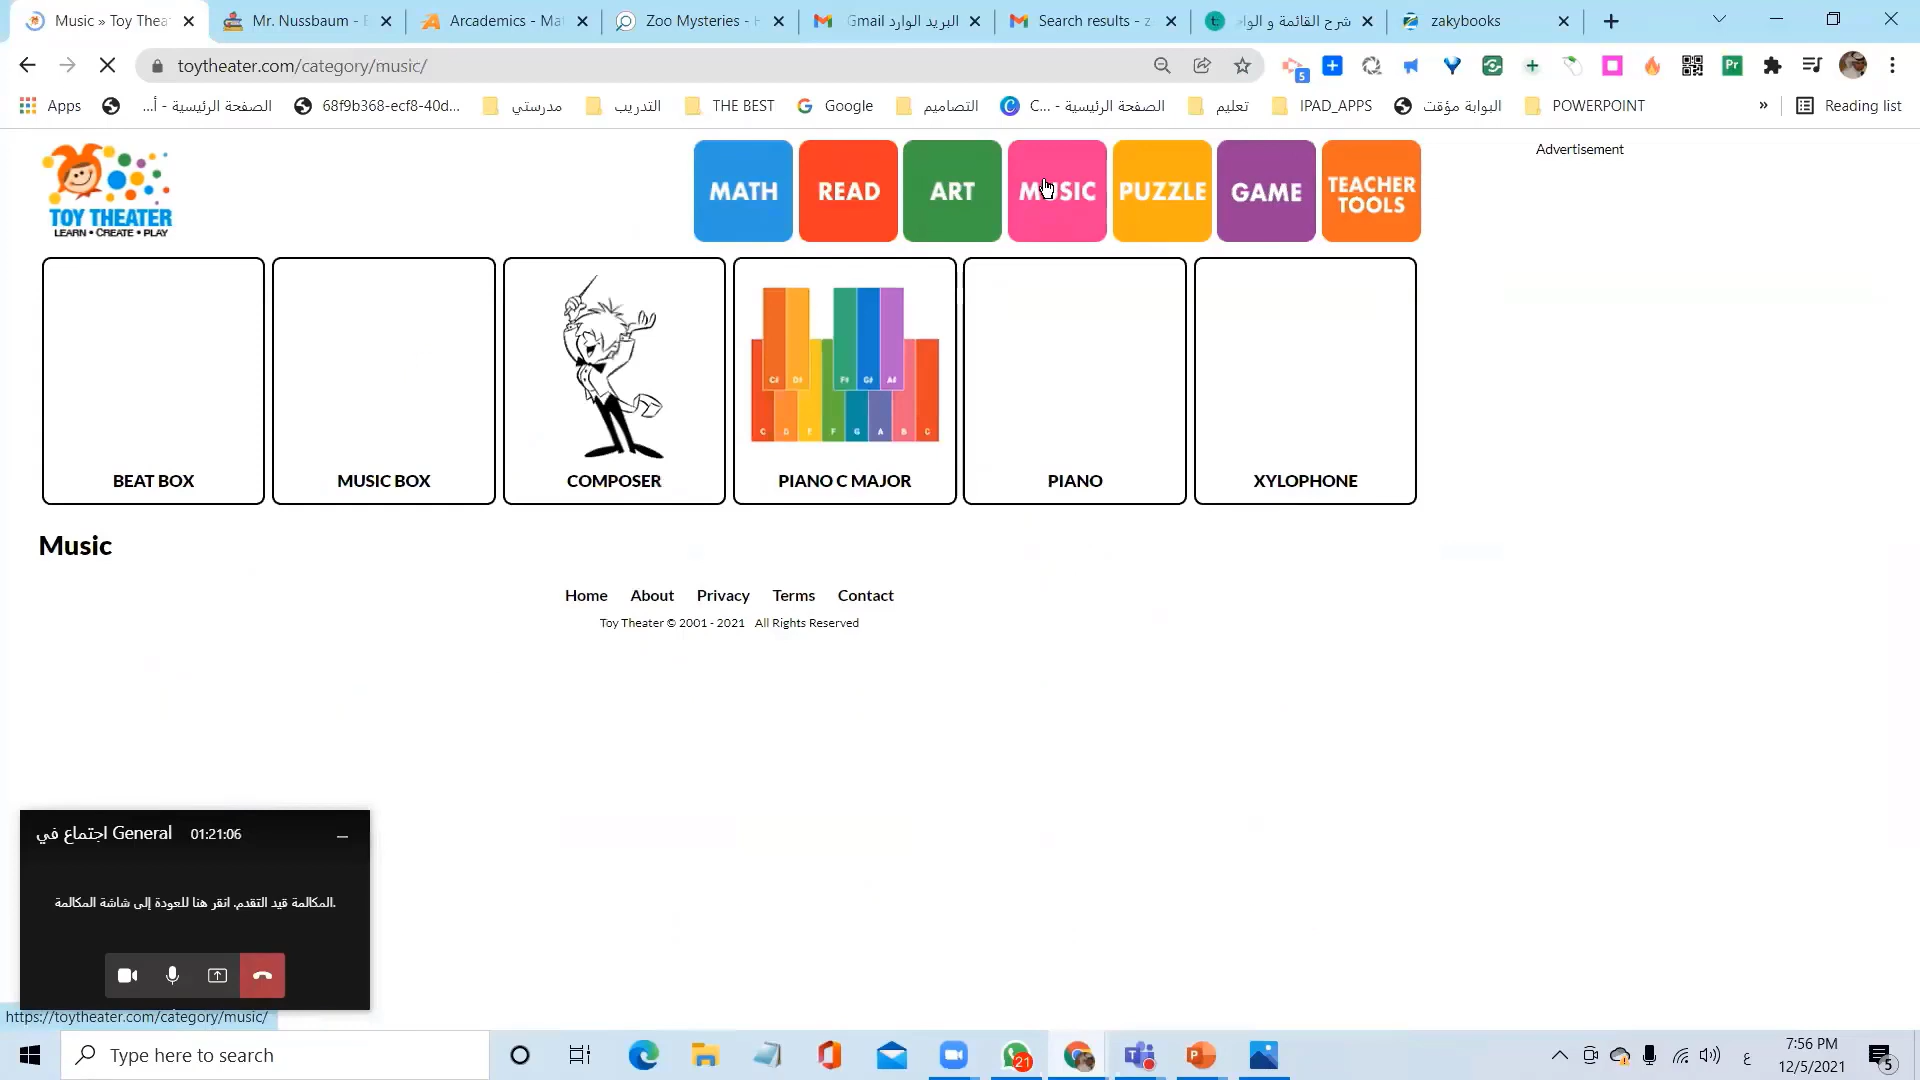 Music » Toy Thea
Mr. Nussbaum - E
Arcademics - Ma
Zoo Mysteries - H
البريد الوارد Gmail
Search results - z
شرح القائمة و الوا
zakybooks
toytheater.com/category/music/
5
Apps
الصفحة الرئيسية - أ...
68f9b368-ecf8-40d...
مدرستي
التدريب
THE BEST
Google
التصاميم
الصفحة الرئيسية - C...
تعليم
IPAD_APPS
البوابة مؤقت
POWERPOINT
»
Reading list
TOY THEATER
LEARN • CREATE • PLAY
MATH
READ
ART
MUSIC
PUZZLE
GAME
TEACHER TOOLS
Advertisement
C# D# F# G# A#
C D E F G A B C
BEAT BOX
MUSIC BOX
COMPOSER
PIANO C MAJOR
PIANO
XYLOPHONE
Music
Home About Privacy Terms Contact
Toy Theater © 2001 - 2021 All Rights Reserved
اجتماع في General 01:21:06
المكالمة قيد التقدم. انقر هنا للعودة إلى شاشة المكالمة.
https://toytheater.com/category/music/
Type here to search
21
ع
7:56 PM
12/5/2021
5